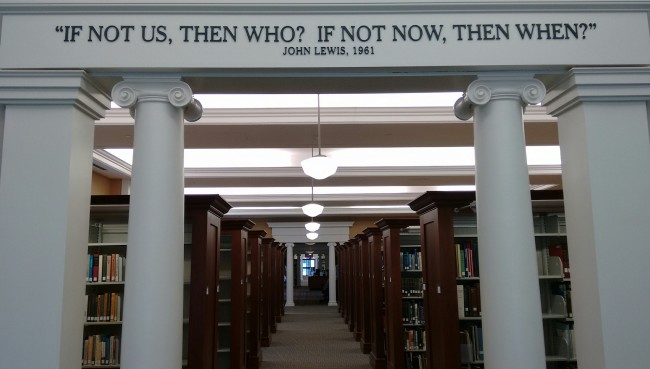 “IF NOT US, THEN WHO? IF NOT NOW, THEN WHEN?”
JOHN LEWIS, 1961